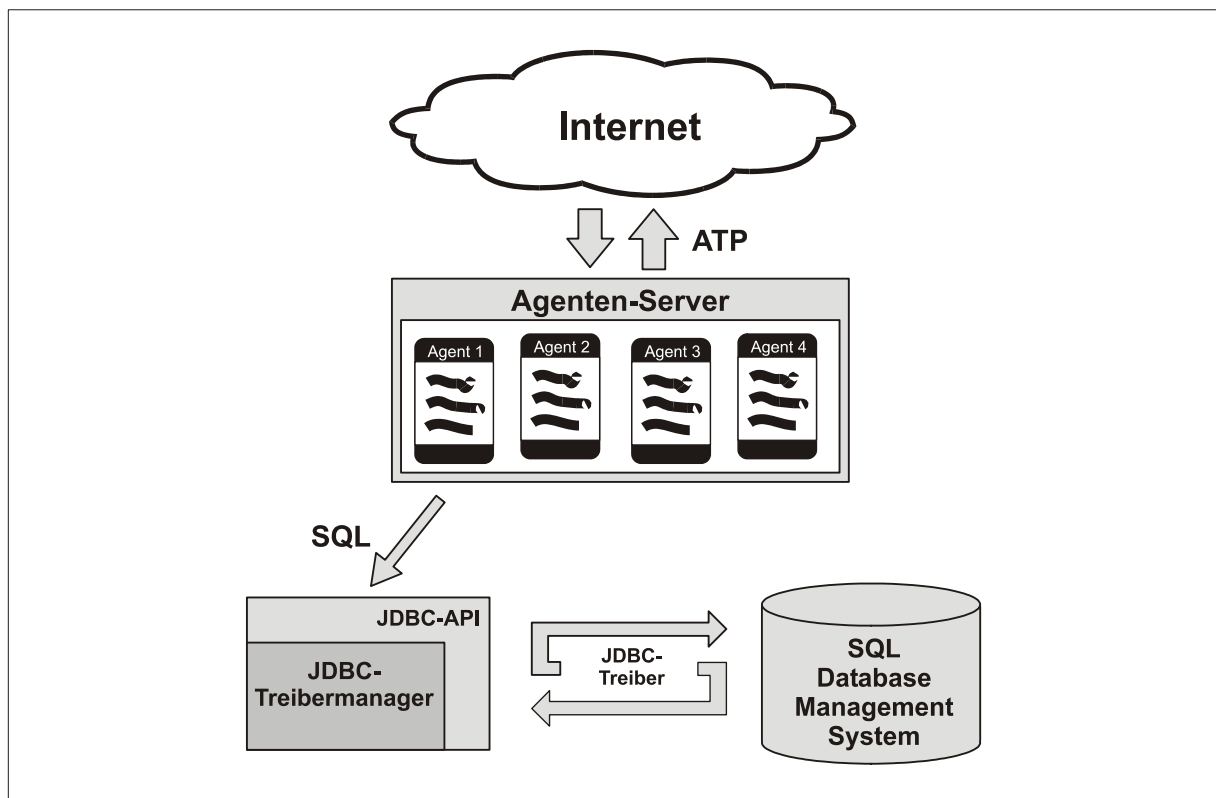 Internet
ATP
Agenten-Server
Agent 1
Agent 2
Agent 3
Agent 4
SQL
JDBC-API
JDBC-
Treibermanager
JDBC-
Treiber
SQL
Database
Management
System